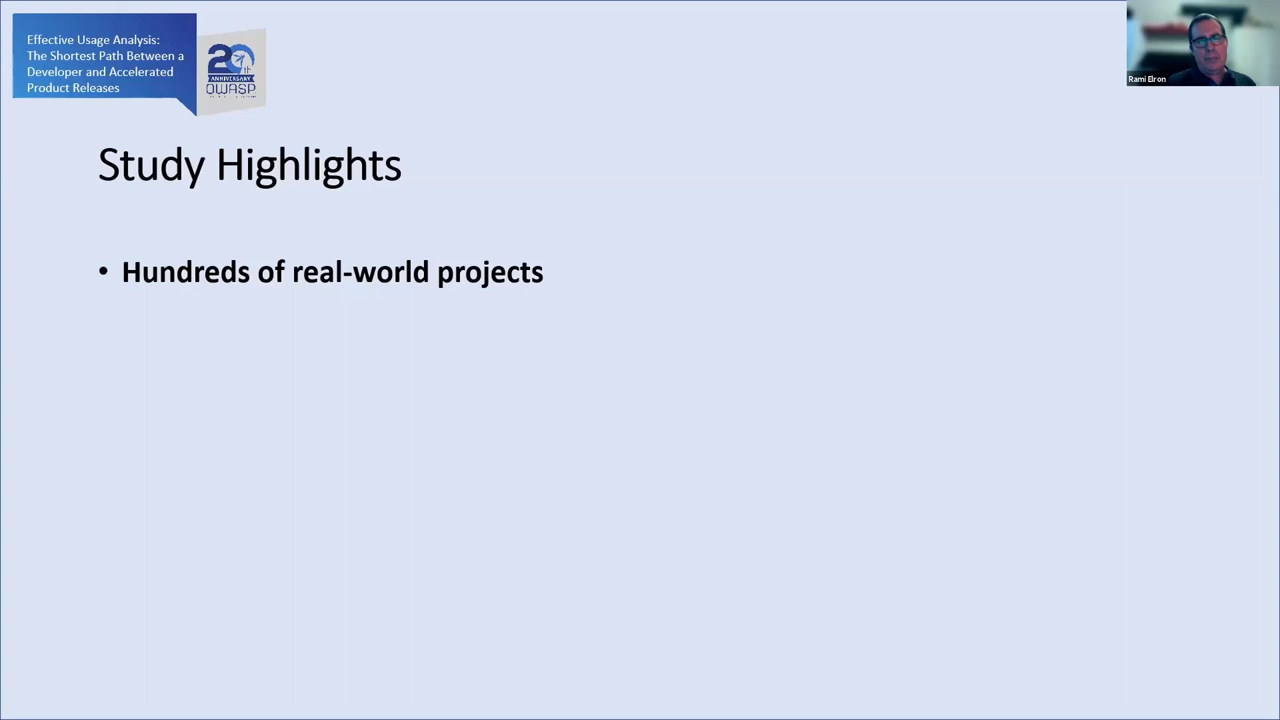 Effective Usage Analysis:
The Shortest Path Between a
Developer and Accelerated
Product Releases
20th
ANNIVERSARY
OWASP
Rami Elron
Study Highlights
• Hundreds of real-world projects